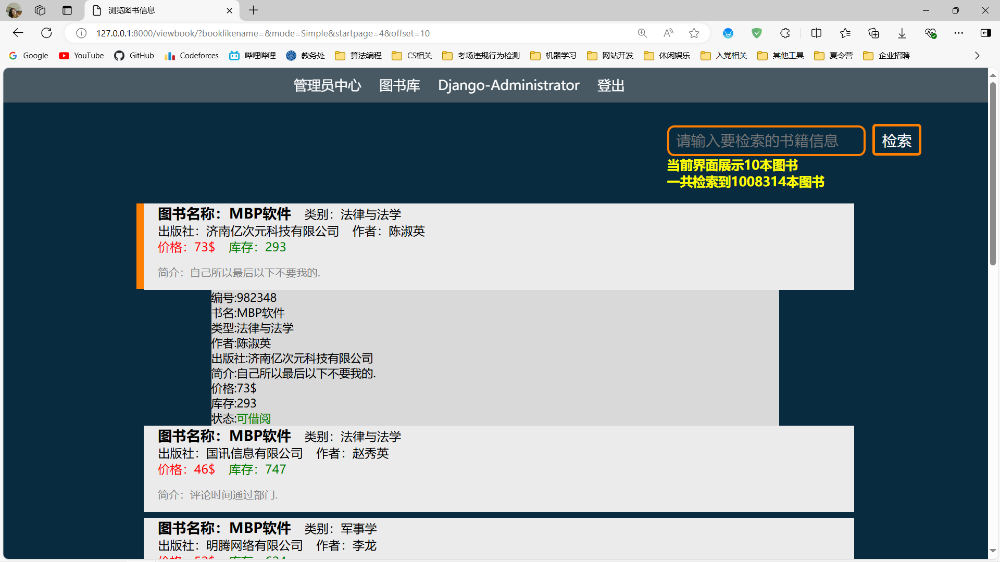 浏览图书信息
127.0.0.1:8000/viewbook/?booklikename=&mode=Simple&startpage=4&offset=10
Google YouTube GitHub Codeforces 哔哩哔哩 教务处 算法编程 CS相关 考场违规行为检测 机器学习 网站开发 休闲娱乐 入党相关 其他工具 夏令营 企业招聘
管理员中心 图书库 Django-Administrator 登出
请输入要检索的书籍信息 检索
当前界面展示10本图书
一共检索到1008314本图书
图书名称：MBP软件 类别：法律与法学
出版社：济南亿次元科技有限公司 作者：陈淑英
价格：73$ 库存：293
简介：自己所以最后以下不要我的.
编号:982348
书名:MBP软件
类型:法律与法学
作者:陈淑英
出版社:济南亿次元科技有限公司
简介:自己所以最后以下不要我的.
价格:73$
库存:293
状态:可借阅
图书名称：MBP软件 类别：法律与法学
出版社：国讯信息有限公司 作者：赵秀英
价格：46$ 库存：747
简介：评论时间通过部门.
图书名称：MBP软件 类别：军事学
出版社：明腾网络有限公司 作者：李龙
价格：53$ 库存：624